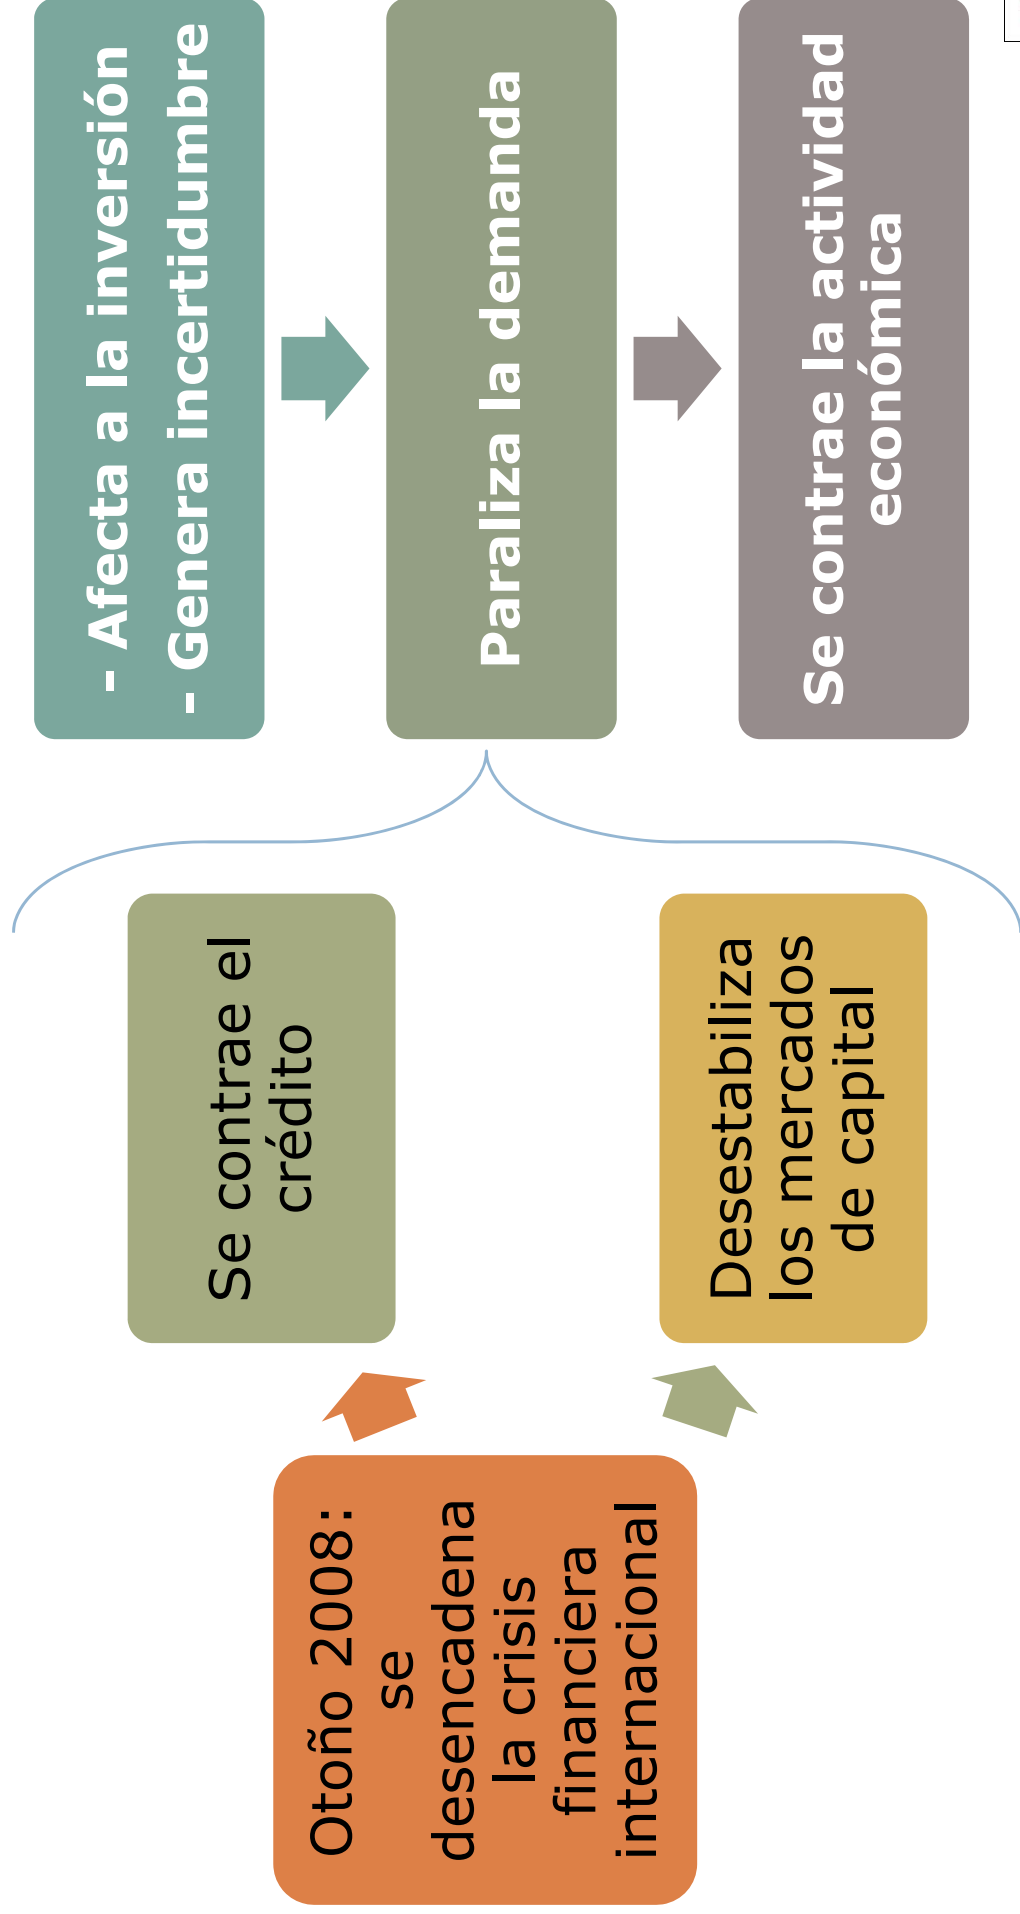 Otoño 2008:
se
desencadena
la crisis
financiera
internacional
Se contrae el
crédito
Desestabiliza
los mercados
de capital
- Afecta a la inversión
- Genera incertidumbre
Paraliza la demanda
Se contrae la actividad
económica